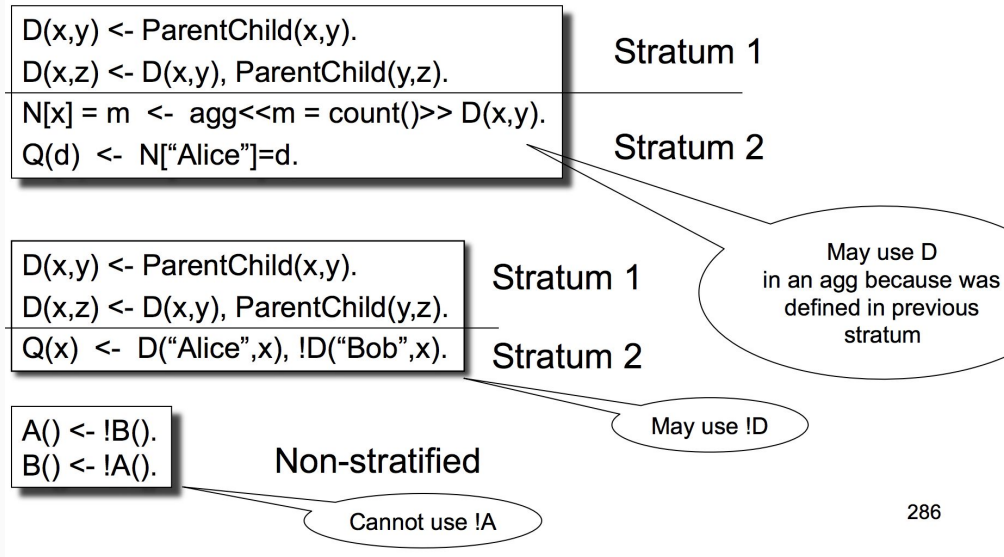 D(x,y) <- ParentChild(x,y).
D(x,z) <- D(x,y), ParentChild(y,z).
Stratum 1
N[x] = m <- agg<<m = count()>> D(x,y).
Q(d) <- N[“Alice”]=d.
Stratum 2
May use D
in an agg because was
defined in previous
stratum
D(x,y) <- ParentChild(x,y).
D(x,z) <- D(x,y), ParentChild(y,z).
Stratum 1
Q(x) <- D(“Alice”,x), !D(“Bob”,x).
Stratum 2
May use !D
A() <- !B().
B() <- !A().
Non-stratified
Cannot use !A
286